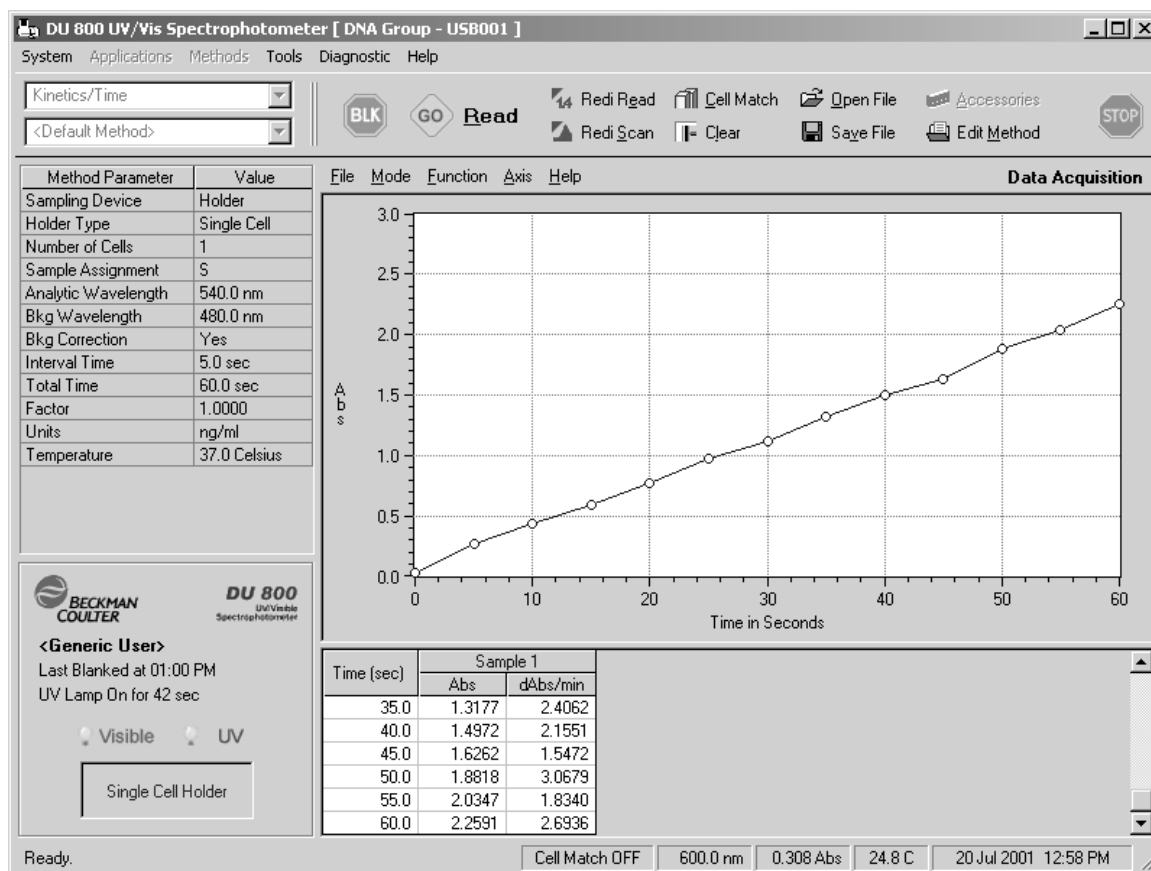 DU 800 UV/Vis Spectrophotometer [ DNA Group - USB001 ]
System Applications Methods Tools Diagnostic Help
Kinetics/Time
<Default Method>
BLK GO Read
Redi Read Cell Match Open File Accessories
Redi Scan Clear Save File Edit Method
STOP
Method Parameter Value
Sampling Device Holder
Holder Type Single Cell
Number of Cells 1
Sample Assignment S
Analytic Wavelength 540.0 nm
Bkg Wavelength 480.0 nm
Bkg Correction Yes
Interval Time 5.0 sec
Total Time 60.0 sec
Factor 1.0000
Units ng/ml
Temperature 37.0 Celsius
BECKMAN
COULTER
DU 800
UV/Visible
Spectrophotometer
<Generic User>
Last Blanked at 01:00 PM
UV Lamp On for 42 sec
Visible UV
Single Cell Holder
File Mode Function Axis Help Data Acquisition
3.0
2.5
2.0
1.5
1.0
0.5
0.0
Abs
0 10 20 30 40 50 60
Time in Seconds
Time (sec) Sample 1
Abs dAbs/min
35.0 1.3177 2.4062
40.0 1.4972 2.1551
45.0 1.6262 1.5472
50.0 1.8818 3.0679
55.0 2.0347 1.8340
60.0 2.2591 2.6936
Ready. Cell Match OFF 600.0 nm 0.308 Abs 24.8 C 20 Jul 2001 12:58 PM